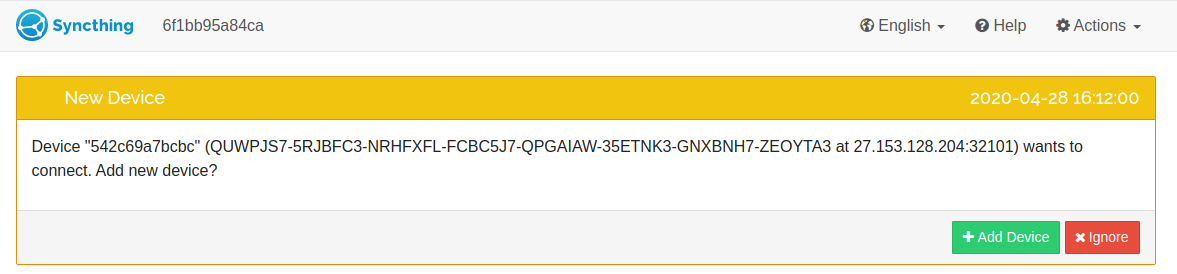 Syncthing 6f1bb95a84ca English Help Actions
New Device 2020-04-28 16:12:00
Device "542c69a7bcbc" (QUWPJS7-5RJBFC3-NRHFXFL-FCBC5J7-QPGAIAW-35ETNK3-GNXBNH7-ZEOYTA3 at 27.153.128.204:32101) wants to
connect. Add new device?
Add Device Ignore